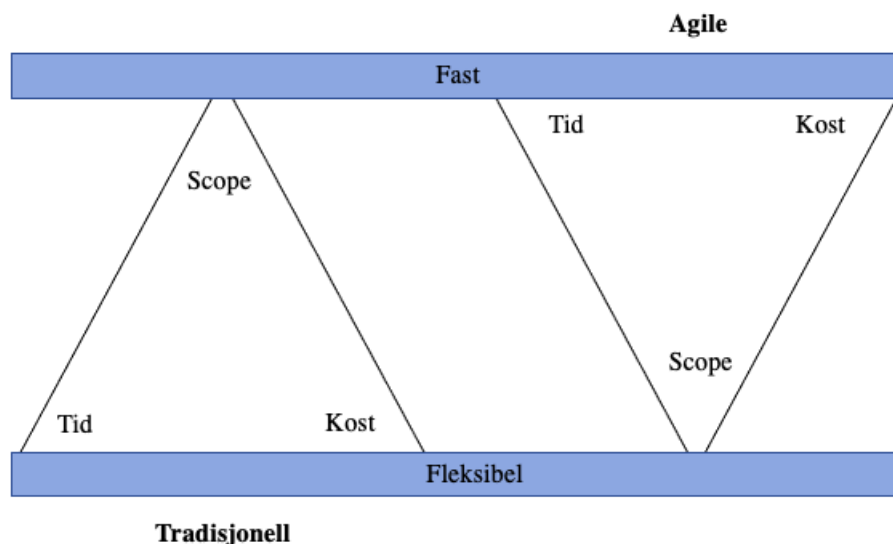 Agile
Fast
Tid
Kost
Scope
Scope
Tid
Kost
Fleksibel
Tradisjonell